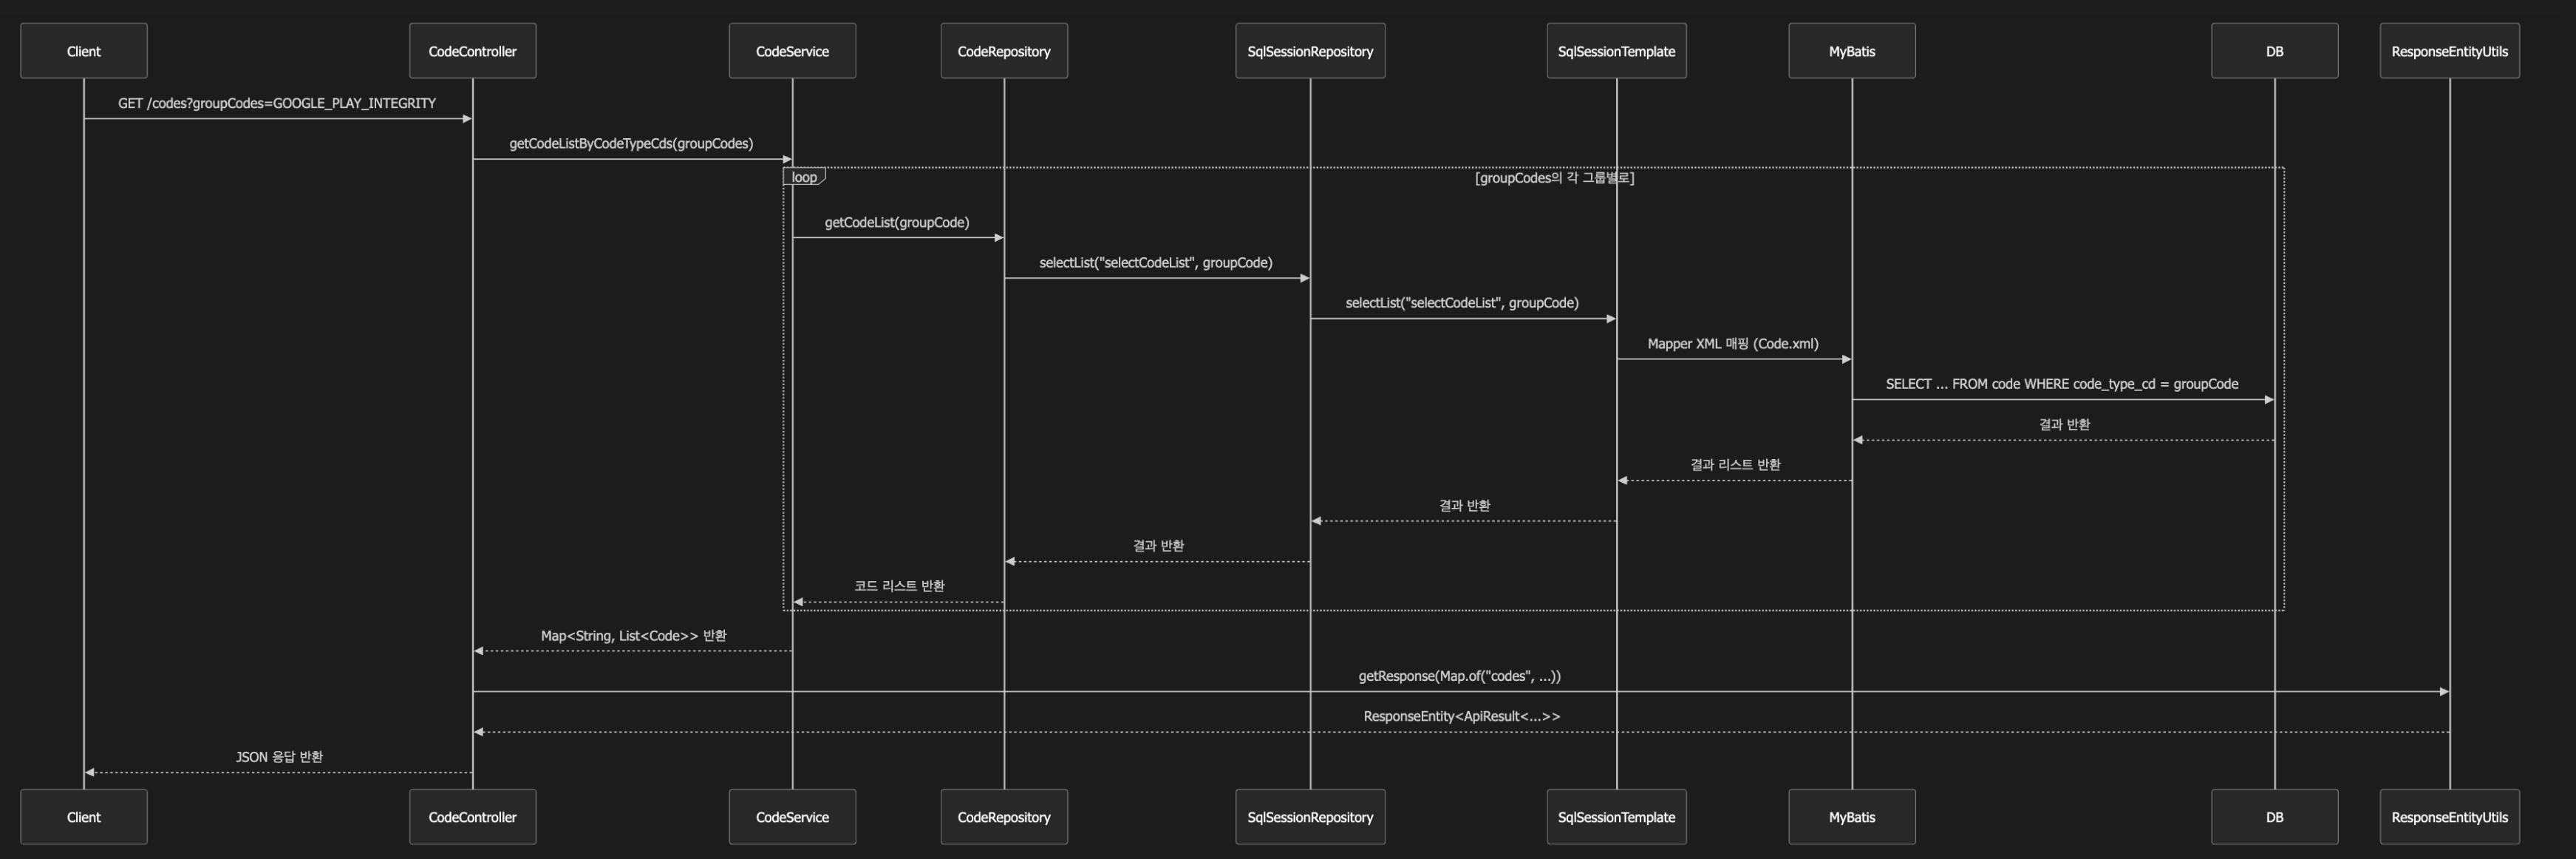 Client
CodeController
CodeService
CodeRepository
SqlSessionRepository
SqlSessionTemplate
MyBatis
DB
ResponseEntityUtils
GET /codes?groupCodes=GOOGLE_PLAY_INTEGRITY
getCodeListByCodeTypeCds(groupCodes)
loop
[groupCodes의 각 그룹별로]
getCodeList(groupCode)
selectList("selectCodeList", groupCode)
selectList("selectCodeList", groupCode)
Mapper XML 매핑 (Code.xml)
SELECT ... FROM code WHERE code_type_cd = groupCode
결과 반환
결과 리스트 반환
결과 반환
결과 반환
코드 리스트 반환
Map<String, List<Code>> 반환
getResponse(Map.of("codes", ...))
ResponseEntity<ApiResult<...>>
JSON 응답 반환
Client
CodeController
CodeService
CodeRepository
SqlSessionRepository
SqlSessionTemplate
MyBatis
DB
ResponseEntityUtils